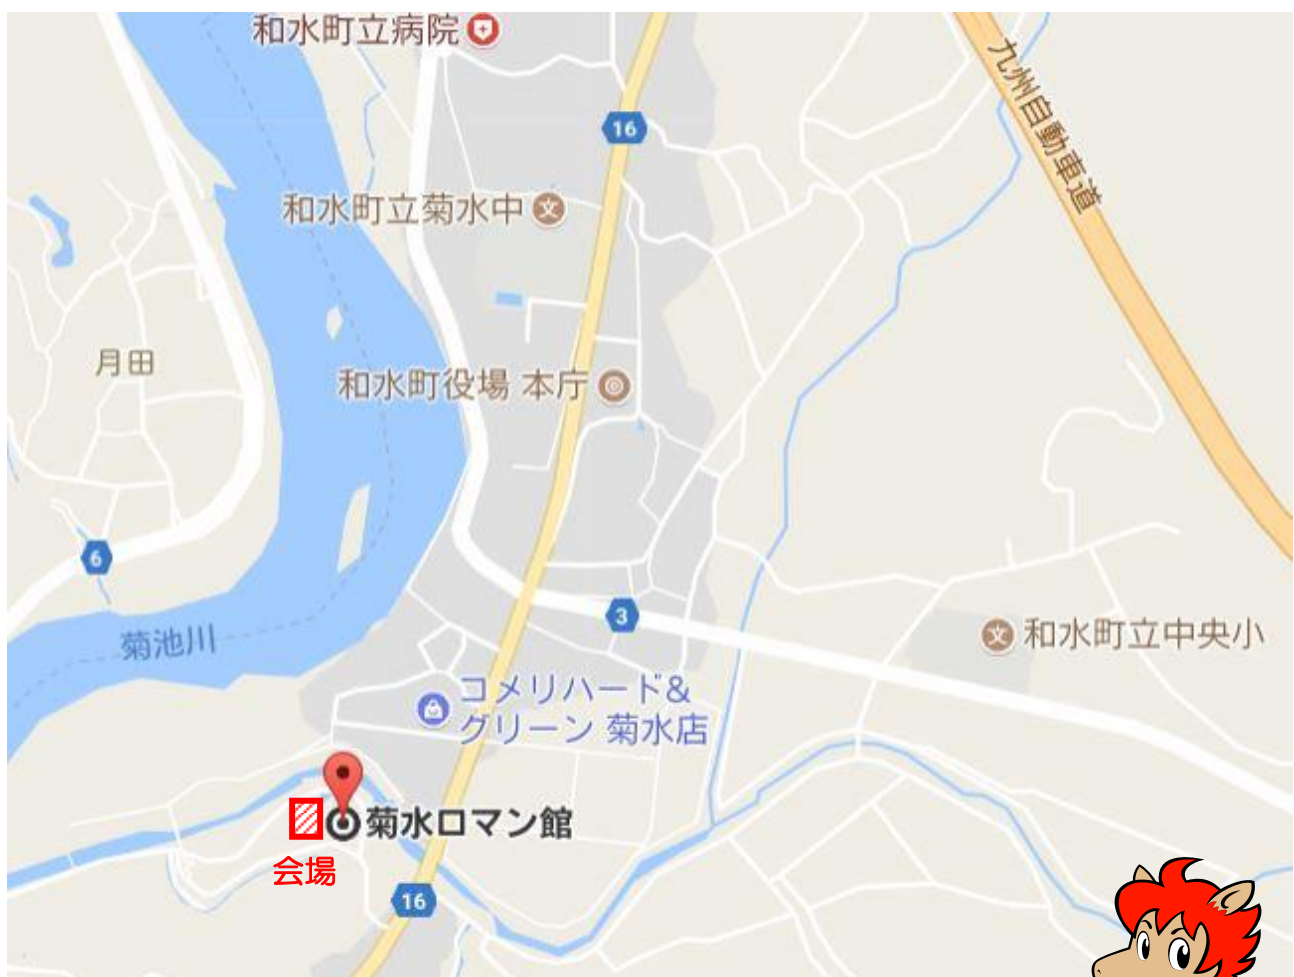 和水町立病院
九州自動車道
16
和水町立菊水中
文
月田
和水町役場 本庁
6
3
菊池川
文
和水町立中央小
コメリハード&
グリーン 菊水店
菊水ロマン館
会場
16